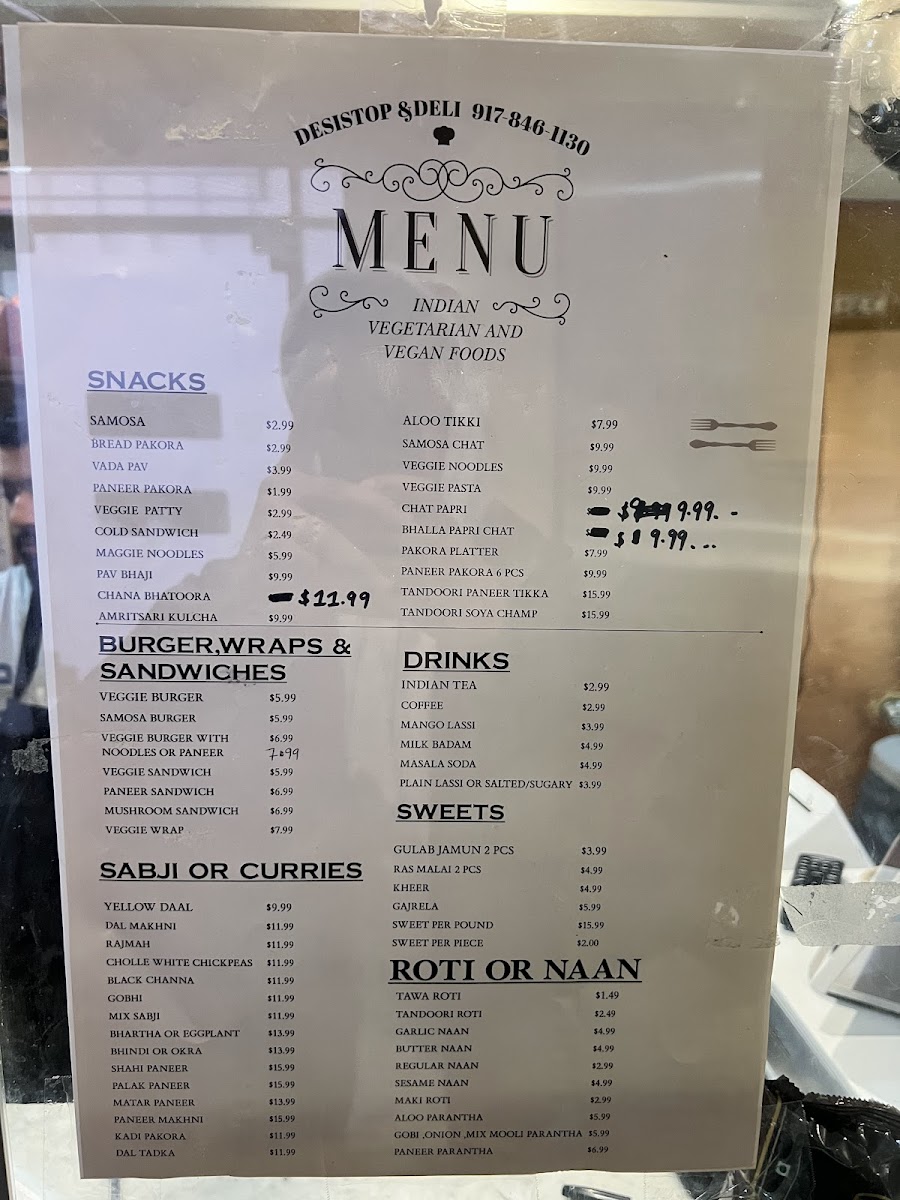 DESISTOP &DELI 917-846-1130
MENU
INDIAN
VEGETARIAN AND
VEGAN FOODS
SNACKS
SAMOSA $2.99
BREAD PAKORA $2.99
VADA PAV $3.99
PANEER PAKORA $1.99
VEGGIE PATTY $2.99
COLD SANDWICH $2.49
MAGGIE NOODLES $5.99
PAV BHAJI $9.99
CHANA BHATOORA $11.99
AMRITSARI KULCHA $9.99
ALOO TIKKI $7.99
SAMOSA CHAT $9.99
VEGGIE NOODLES $9.99
VEGGIE PASTA $9.99
CHAT PAPRI $9.99. -
BHALLA PAPRI CHAT $9.99...
PAKORA PLATTER $7.99
PANEER PAKORA 6 PCS $9.99
TANDOORI PANEER TIKKA $15.99
TANDOORI SOYA CHAMP $15.99
BURGER,WRAPS &
SANDWICHES
VEGGIE BURGER $5.99
SAMOSA BURGER $5.99
VEGGIE BURGER WITH $6.99
NOODLES OR PANEER 7.99
VEGGIE SANDWICH $5.99
PANEER SANDWICH $6.99
MUSHROOM SANDWICH $6.99
VEGGIE WRAP $7.99
DRINKS
INDIAN TEA $2.99
COFFEE $2.99
MANGO LASSI $3.99
MILK BADAM $4.99
MASALA SODA $4.99
PLAIN LASSI OR SALTED/SUGARY $3.99
SWEETS
GULAB JAMUN 2 PCS $3.99
RAS MALAI 2 PCS $4.99
KHEER $4.99
GAJRELA $5.99
SWEET PER POUND $15.99
SWEET PER PIECE $2.00
SABJI OR CURRIES
YELLOW DAAL $9.99
DAL MAKHNI $11.99
RAJMAH $11.99
CHOLLE WHITE CHICKPEAS $11.99
BLACK CHANNA $11.99
GOBHI $11.99
MIX SABJI $11.99
BHARTHA OR EGGPLANT $13.99
BHINDI OR OKRA $13.99
SHAHI PANEER $15.99
PALAK PANEER $15.99
MATAR PANEER $13.99
PANEER MAKHNI $15.99
KADI PAKORA $11.99
DAL TADKA $11.99
ROTI OR NAAN
TAWA ROTI $1.49
TANDOORI ROTI $2.49
GARLIC NAAN $4.99
BUTTER NAAN $4.99
REGULAR NAAN $2.99
SESAME NAAN $4.99
MAKI ROTI $2.99
ALOO PARANTHA $5.99
GOBI ,ONION ,MIX MOOLI PARANTHA $5.99
PANEER PARANTHA $6.99